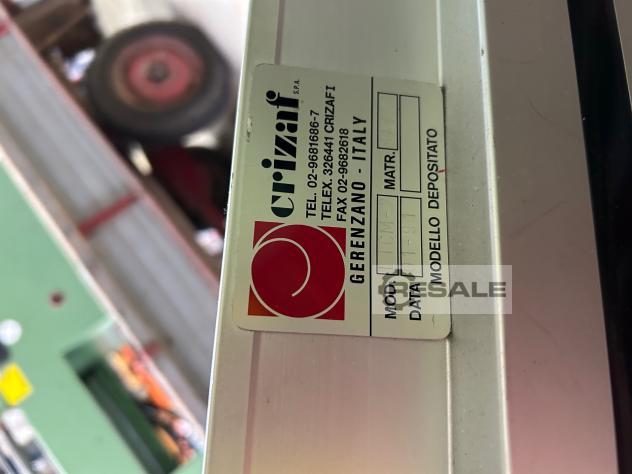 crizaf S.P.A.
TEL. 02-9681686-7
TELEX. 326441 CRIZAFI
FAX 02-9682618
GERENZANO - ITALY
MOD. CM- MATR.
DATA
MODELLO DEPOSITATO
RESALE